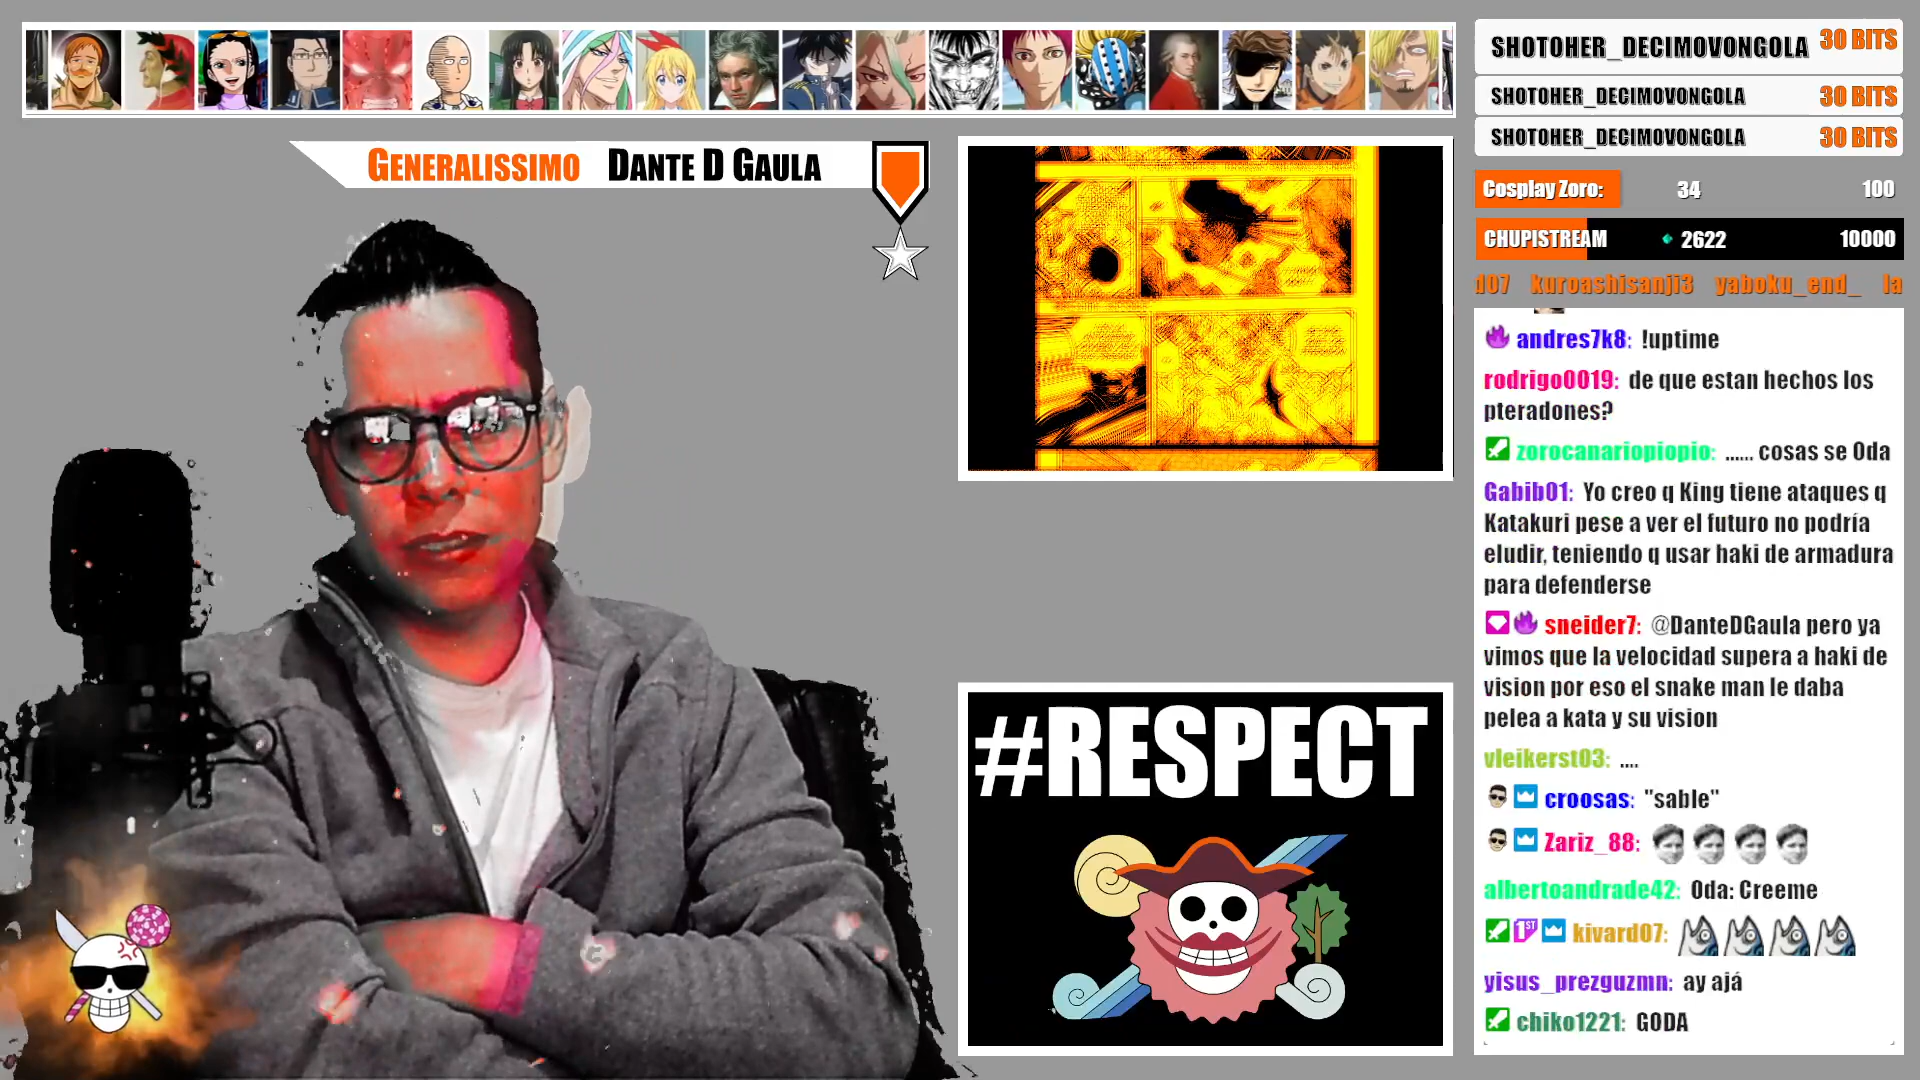 GENERALISSIMO DANTE D GAULA
SHOTOHER_DECIMOVONGOLA 30 BITS
SHOTOHER_DECIMOVONGOLA 30 BITS
SHOTOHER_DECIMOVONGOLA 30 BITS
Cosplay Zoro: 34 100
CHUPISTREAM 2622 10000
d07 kuroashisanji3 yaboku_end_ la
andres7k8: !uptime
rodrigo0019: de que estan hechos los
pteradones?
zorocanariopiopio: ...... cosas se Oda
Gabib01: Yo creo q King tiene ataques q
Katakuri pese a ver el futuro no podría
eludir, teniendo q usar haki de armadura
para defenderse
sneider7: @DanteDGaula pero ya
vimos que la velocidad supera a haki de
vision por eso el snake man le daba
pelea a kata y su vision
vleikerst03: ....
croosas: "sable"
Zariz_88:
albertoandrade42: Oda: Creeme
1ST kivard07:
yisus_prezguzmn: ay ajá
chiko1221: GODA
#RESPECT